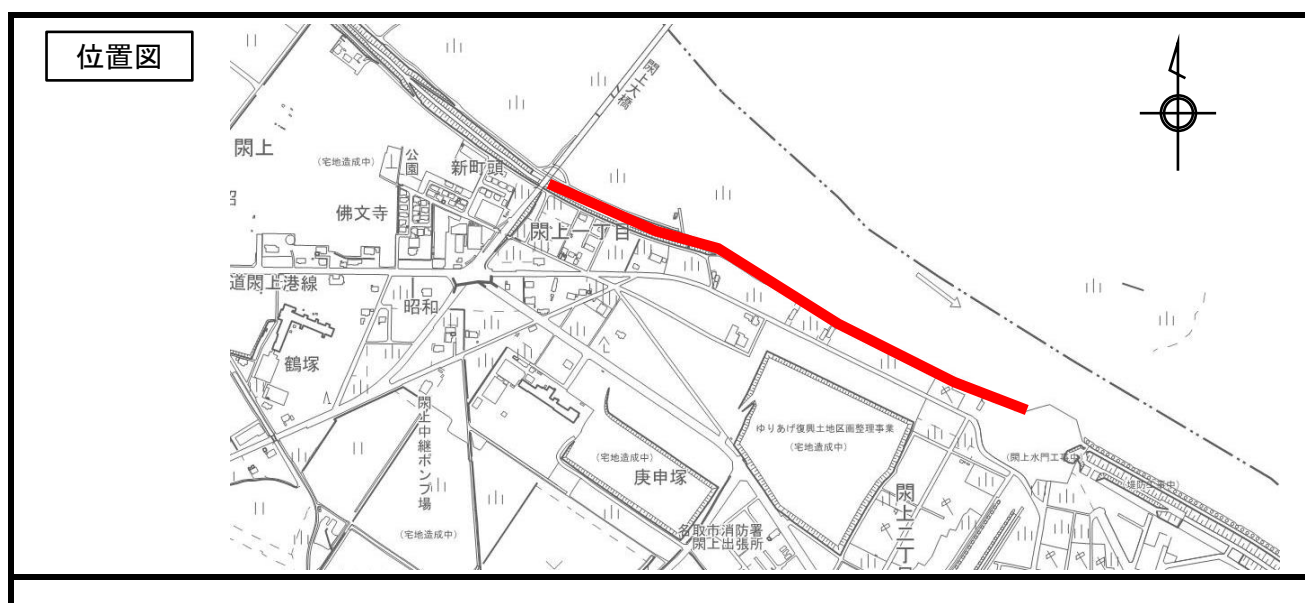 位置図
閖上大橋
閖上
(宅地造成中)
公園
新町頭
佛文寺
閖上一丁目
道閖上港線
昭和
鶴塚
閖上中継ポンプ場
ゆりあげ復興土地区画整理事業
(宅地造成中)
(宅地造成中)
庚申塚
(閖上水門工事中)
(堤防工事中)
閖上二丁目
(宅地造成中)
名取市消防署
閖上出張所